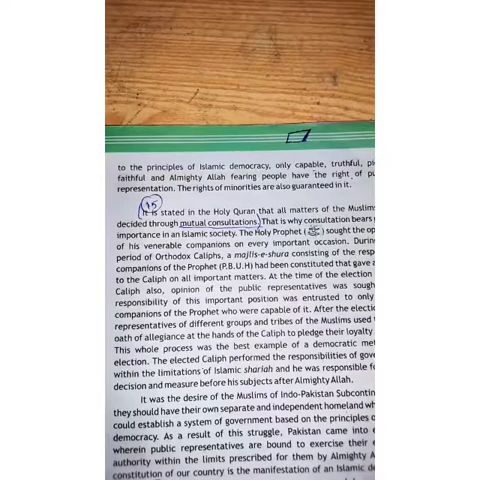 to the principles of Islamic democracy, only capable, truthful,
faithful and Almighty Allah fearing people have the right of
representation. The rights of minorities are also guaranteed in it.
15
It is stated in the Holy Quran that all matters of the Muslims
decided through mutual consultations. That is why consultation bears
importance in an Islamic society. The Holy Prophet (ﷺ) sought the
of his venerable companions on every important occasion.
period of Orthodox Caliphs, a majlis-e-shura consisting of the
companions of the Prophet (P.B.U.H) had been constituted that gave
to the Caliph on all important matters. At the time of the election
Caliph also, opinion of the public representatives was sought
responsibility of this important position was entrusted to only
companions of the Prophet who were capable of it. After the
representatives of different groups and tribes of the Muslims used
oath of allegiance at the hands of the Caliph to pledge their loyalty
This whole process was the best example of a democratic
election. The elected Caliph performed the responsibilities of
within the limitations of Islamic shariah and he was responsible
decision and measure before his subjects after Almighty Allah.
It was the desire of the Muslims of Indo-Pakistan
they should have their own separate and independent homeland
could establish a system of government based on the principles
democracy. As a result of this struggle, Pakistan came into
wherein public representatives are bound to exercise their
authority within the limits prescribed for them by Almighty
constitution of our country is the manifestation of an Islamic